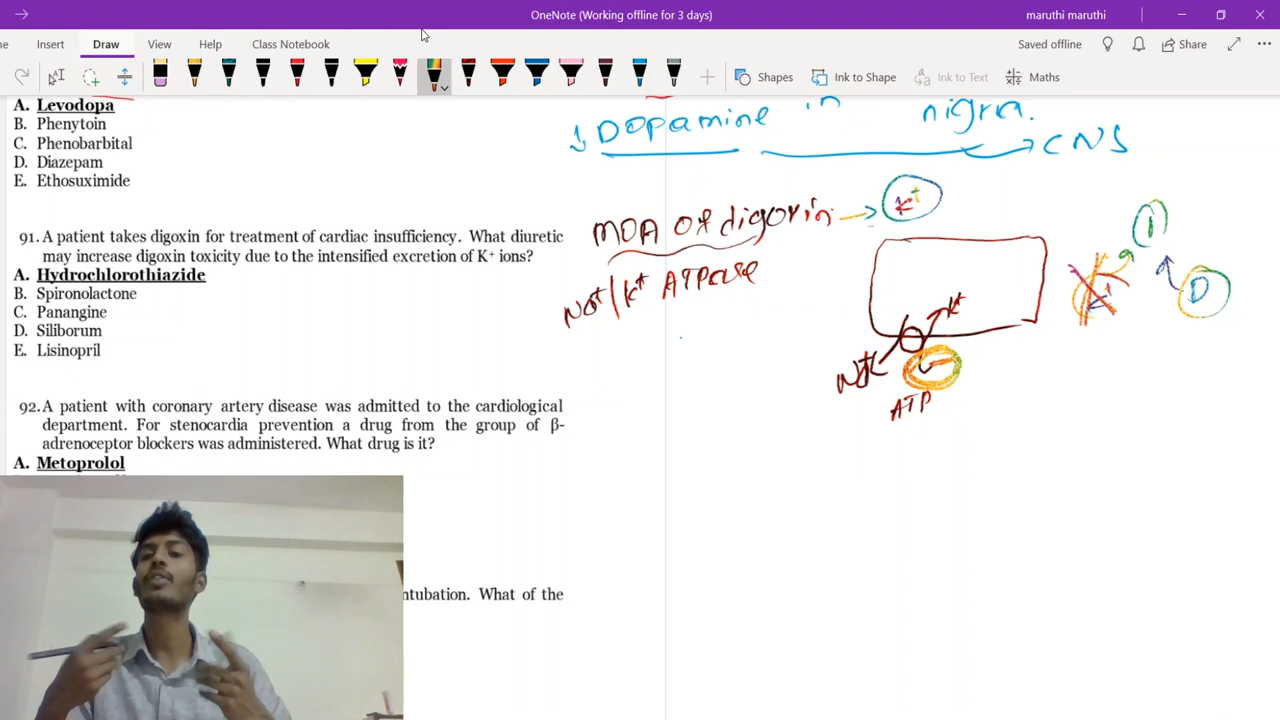 OneNote (Working offline for 3 days)
maruthi maruthi
Insert
Draw
View
Help
Class Notebook
Saved offline
Share
Shapes
Ink to Shape
Ink to Text
Maths
A. Levodopa
B. Phenytoin
C. Phenobarbital
D. Diazepam
E. Ethosuximide
91. A patient takes digoxin for treatment of cardiac insufficiency. What diuretic
may increase digoxin toxicity due to the intensified excretion of K+ ions?
A. Hydrochlorothiazide
B. Spironolactone
C. Panangine
D. Siliborum
E. Lisinopril
92. A patient with coronary artery disease was admitted to the cardiological
department. For stenocardia prevention a drug from the group of β-
adrenoceptor blockers was administered. What drug is it?
A. Metoprolol
ntubation. What of the
↓ Dopamine in nigra.
→ CNS
MOA Of digoxin → K+
Na+/K+ ATPase
K+
ATP
D